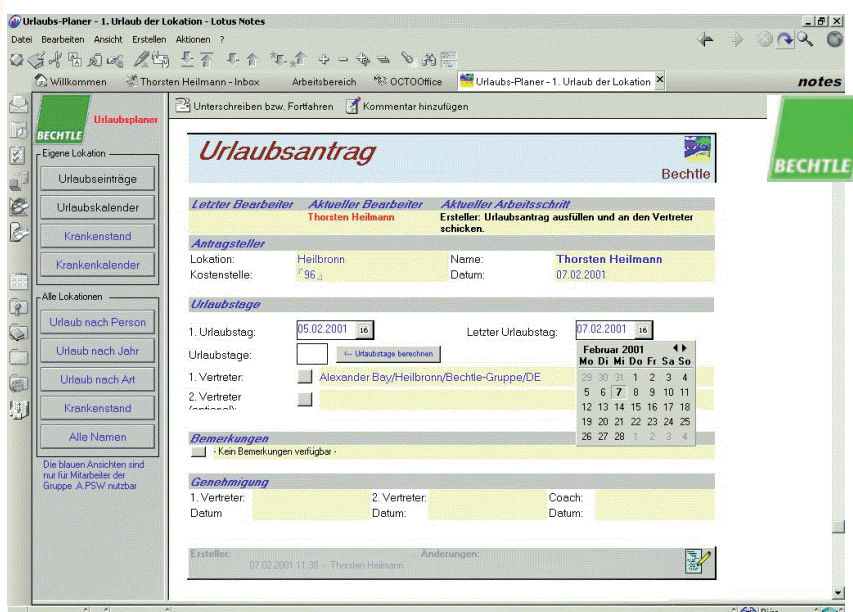 Urlaubs-Planer - 1. Urlaub der Lokation - Lotus Notes
Datei Bearbeiten Ansicht Erstellen Aktionen ?
Willkommen Thorsten Heilmann - Inbox Arbeitsbereich OCTOOffice Urlaubs-Planer - 1. Urlaub der Lokation notes
BECHTLE
Urlaubsplaner
Unterschreiben bzw. Fortfahren Kommentar hinzufügen
BECHTLE
Eigene Lokation
Urlaubseinträge
Urlaubskalender
Krankenstand
Krankenkalender
Alle Lokationen
Urlaub nach Person
Urlaub nach Jahr
Urlaub nach Art
Krankenstand
Alle Namen
Die blauen Ansichten sind
nur für Mitarbeiter der
Gruppe .A.PSW nutzbar
Urlaubsantrag
Bechtle
Letzter Bearbeiter Aktueller Bearbeiter Aktueller Arbeitsschritt
Thorsten Heilmann Ersteller: Urlaubsantrag ausfüllen und an den Vertreter
schicken.
Antragsteller
Lokation: Heilbronn Name: Thorsten Heilmann
Kostenstelle: 96 Datum: 07.02.2001
Urlaubstage
1. Urlaubstag: 05.02.2001 16 Letzter Urlaubstag: 07.02.2001 16
Urlaubstage: <- Urlaubstage berechnen
1. Vertreter: Alexander Bay/Heilbronn/Bechtle-Gruppe/DE
2. Vertreter
(optional):
Februar 2001
Mo Di Mi Do Fr Sa So
29 30 31 1 2 3 4
5 6 7 8 9 10 11
12 13 14 15 16 17 18
19 20 21 22 23 24 25
26 27 28 1 2 3 4
Bemerkungen
- Kein Bemerkungen verfügbar -
Genehmigung
1. Vertreter: 2. Vertreter: Coach:
Datum Datum: Datum:
Ersteller: Änderungen:
07.02.2001 11:38 - Thorsten Heilmann
Büro